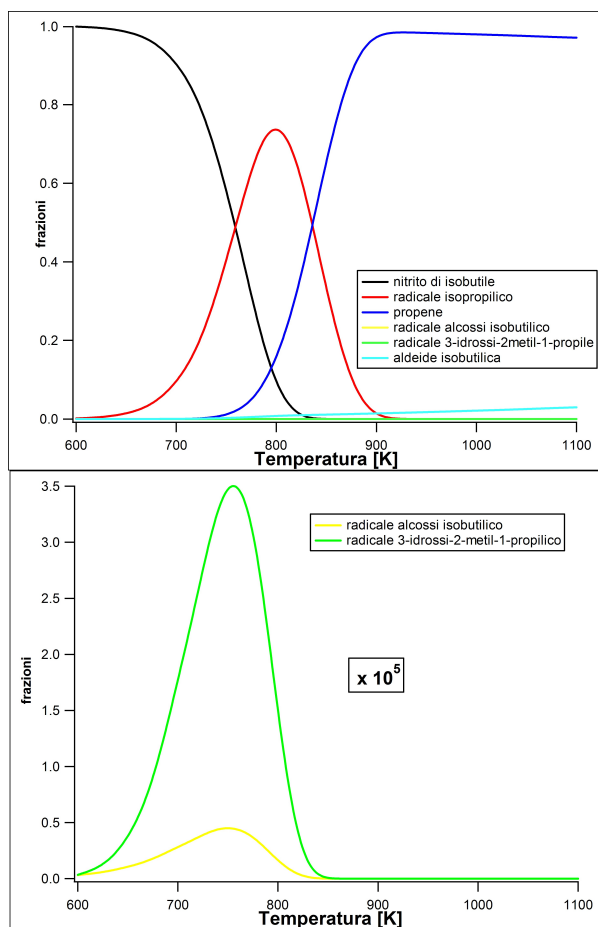 1.0
0.8
0.6
0.4
0.2
0.0
frazioni
nitrito di isobutile
radicale isopropilico
propene
radicale alcossi isobutilico
radicale 3-idrossi-2metil-1-propile
aldeide isobutilica
600 700 800 900 1000 1100
Temperatura [K]
3.5
3.0
2.5
2.0
1.5
1.0
0.5
0.0
frazioni
radicale alcossi isobutilico
radicale 3-idrossi-2-metil-1-propilico
x 10⁵
600 700 800 900 1000 1100
Temperatura [K]